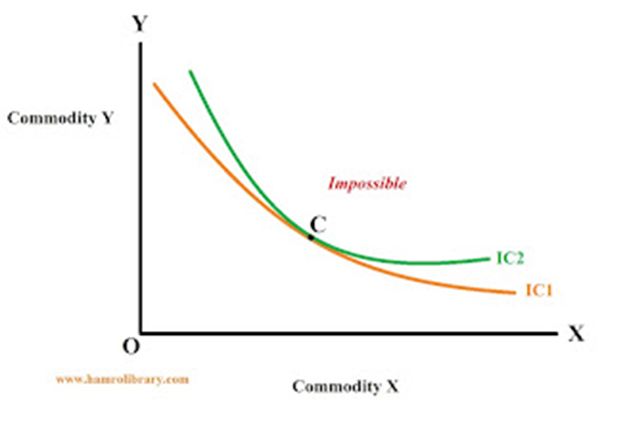 Y
Commodity Y
Impossible
C
IC2
IC1
O
X
www.hamrolibrary.com
Commodity X